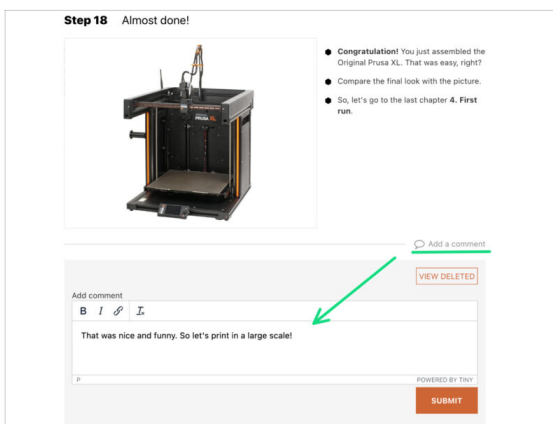 Step 18 Almost done!
PRUSA XL
Congratulation! You just assembled the
Original Prusa XL. That was easy, right?
Compare the final look with the picture.
So, let's go to the last chapter 4. First
run.
Add a comment
VIEW DELETED
Add comment
B I
That was nice and funny. So let's print in a large scale!
P POWERED BY TINY
SUBMIT